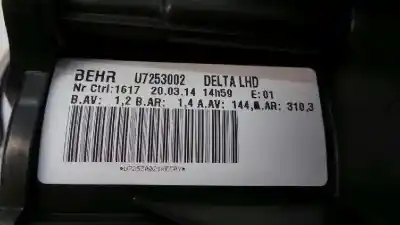 BEHR U7253002 DELTA LHD
Nr Ctrl:1617 20.03.14 14h59 E:01
B.AV: 1,2 B.AR: 1,4 A.AV: 144, .AR: 310,3